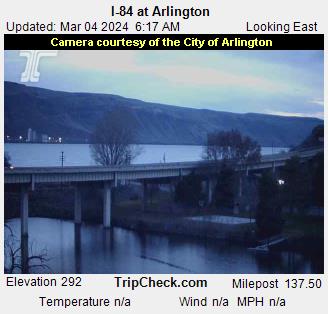 I-84 at Arlington
Updated: Mar 04 2024 6:17 AM Looking East
Camera courtesy of the City of Arlington
Elevation 292 TripCheck.com Milepost 137.50
Temperature n/a Wind n/a MPH n/a